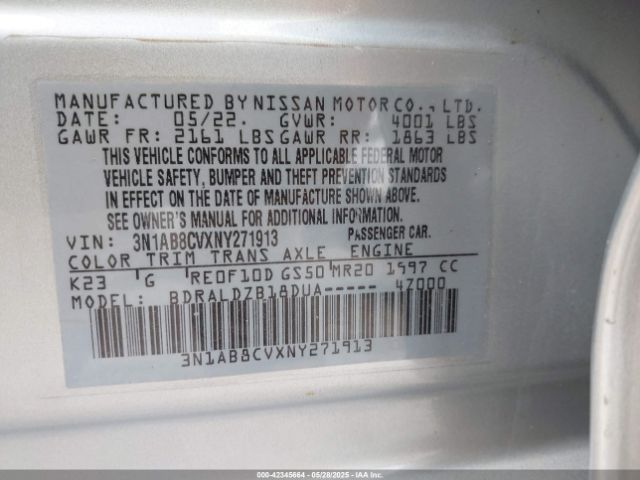 MANUFACTURED BY NISSAN MOTOR CO., LTD.
DATE: 05/22. GVWR: 4001 LBS
GAWR FR: 2161 LBS GAWR RR: 1863 LBS
THIS VEHICLE CONFORMS TO ALL APPLICABLE FEDERAL MOTOR
VEHICLE SAFETY, BUMPER AND THEFT PREVENTION STANDARDS
IN EFFECT ON THE DATE OF MANUFACTURE SHOWN ABOVE.
SEE OWNER'S MANUAL FOR ADDITIONAL INFORMATION.
VIN: 3N1AB8CVXNY271913 PASSENGER CAR.
COLOR TRIM TRANS AXLE ENGINE
K23 G RE0F10D GS50 MR20 1997 CC
MODEL: BDRALDZB18DUA----- 47000
3N1AB8CVXNY271913
000-42345664 - 05/28/2025 - IAAI.COM